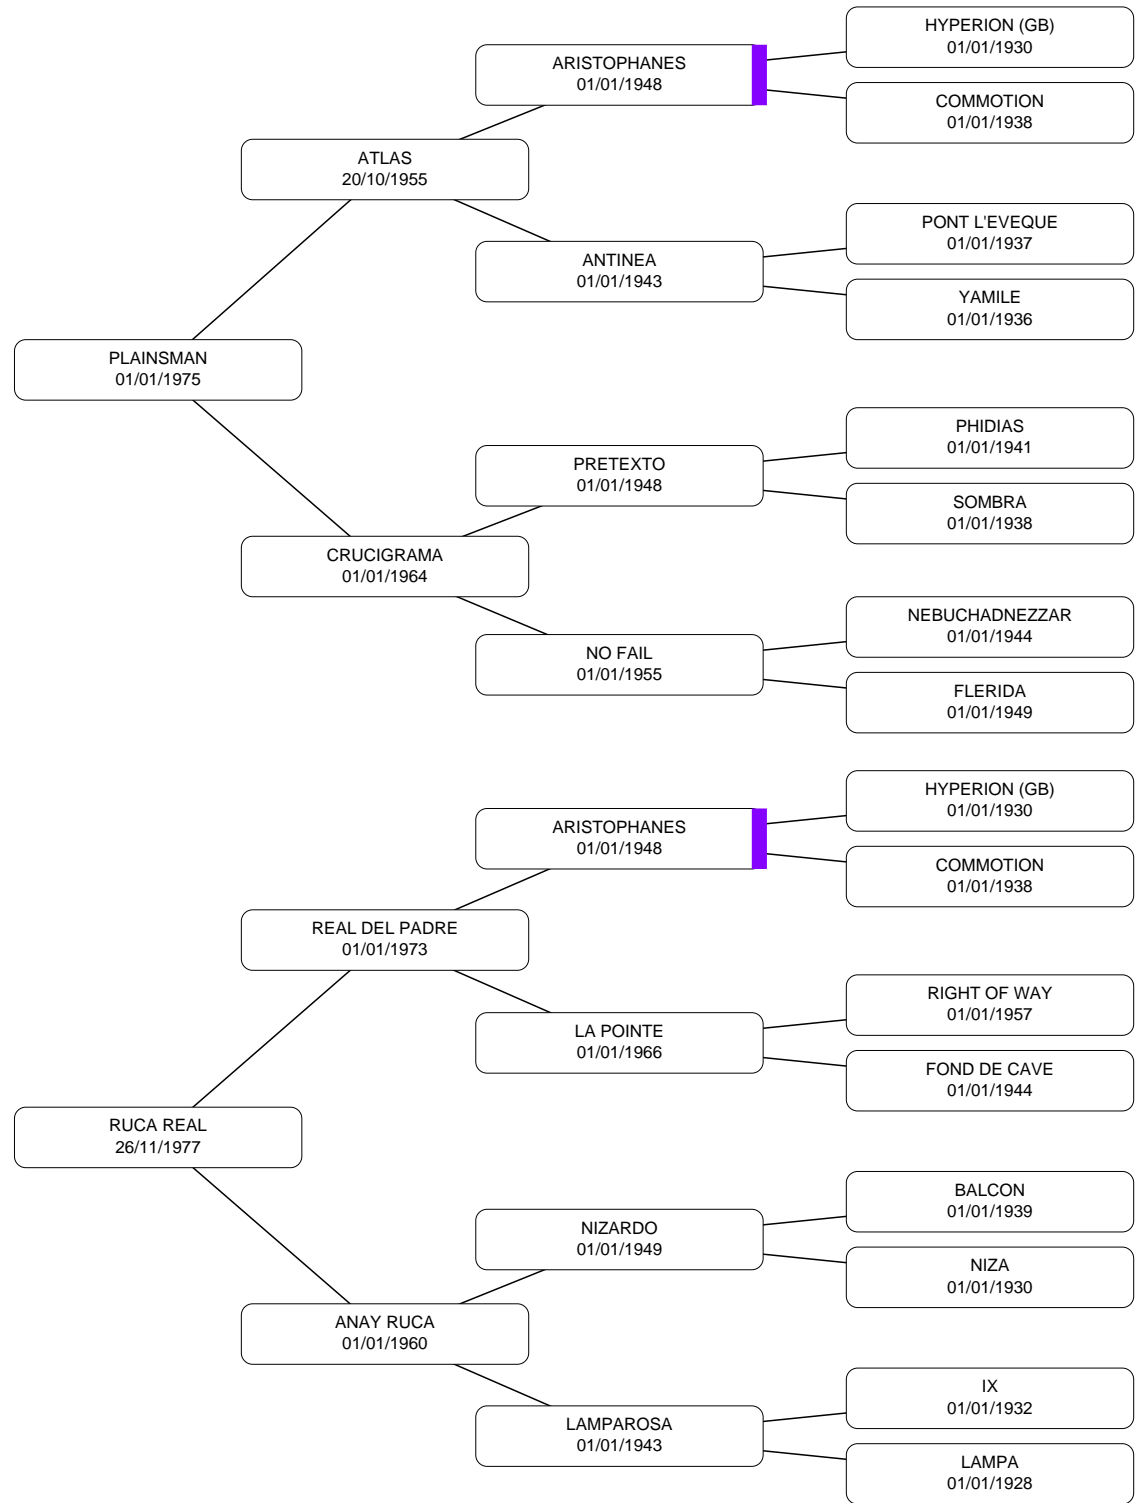 HYPERION (GB)
01/01/1930
ARISTOPHANES
01/01/1948
COMMOTION
01/01/1938
ATLAS
20/10/1955
PONT L'EVEQUE
01/01/1937
ANTINEA
01/01/1943
YAMILE
01/01/1936
PLAINSMAN
01/01/1975
PHIDIAS
01/01/1941
PRETEXTO
01/01/1948
SOMBRA
01/01/1938
CRUCIGRAMA
01/01/1964
NEBUCHADNEZZAR
01/01/1944
NO FAIL
01/01/1955
FLERIDA
01/01/1949
HYPERION (GB)
01/01/1930
ARISTOPHANES
01/01/1948
COMMOTION
01/01/1938
REAL DEL PADRE
01/01/1973
RIGHT OF WAY
01/01/1957
LA POINTE
01/01/1966
FOND DE CAVE
01/01/1944
RUCA REAL
26/11/1977
BALCON
01/01/1939
NIZARDO
01/01/1949
NIZA
01/01/1930
ANAY RUCA
01/01/1960
IX
01/01/1932
LAMPAROSA
01/01/1943
LAMPA
01/01/1928